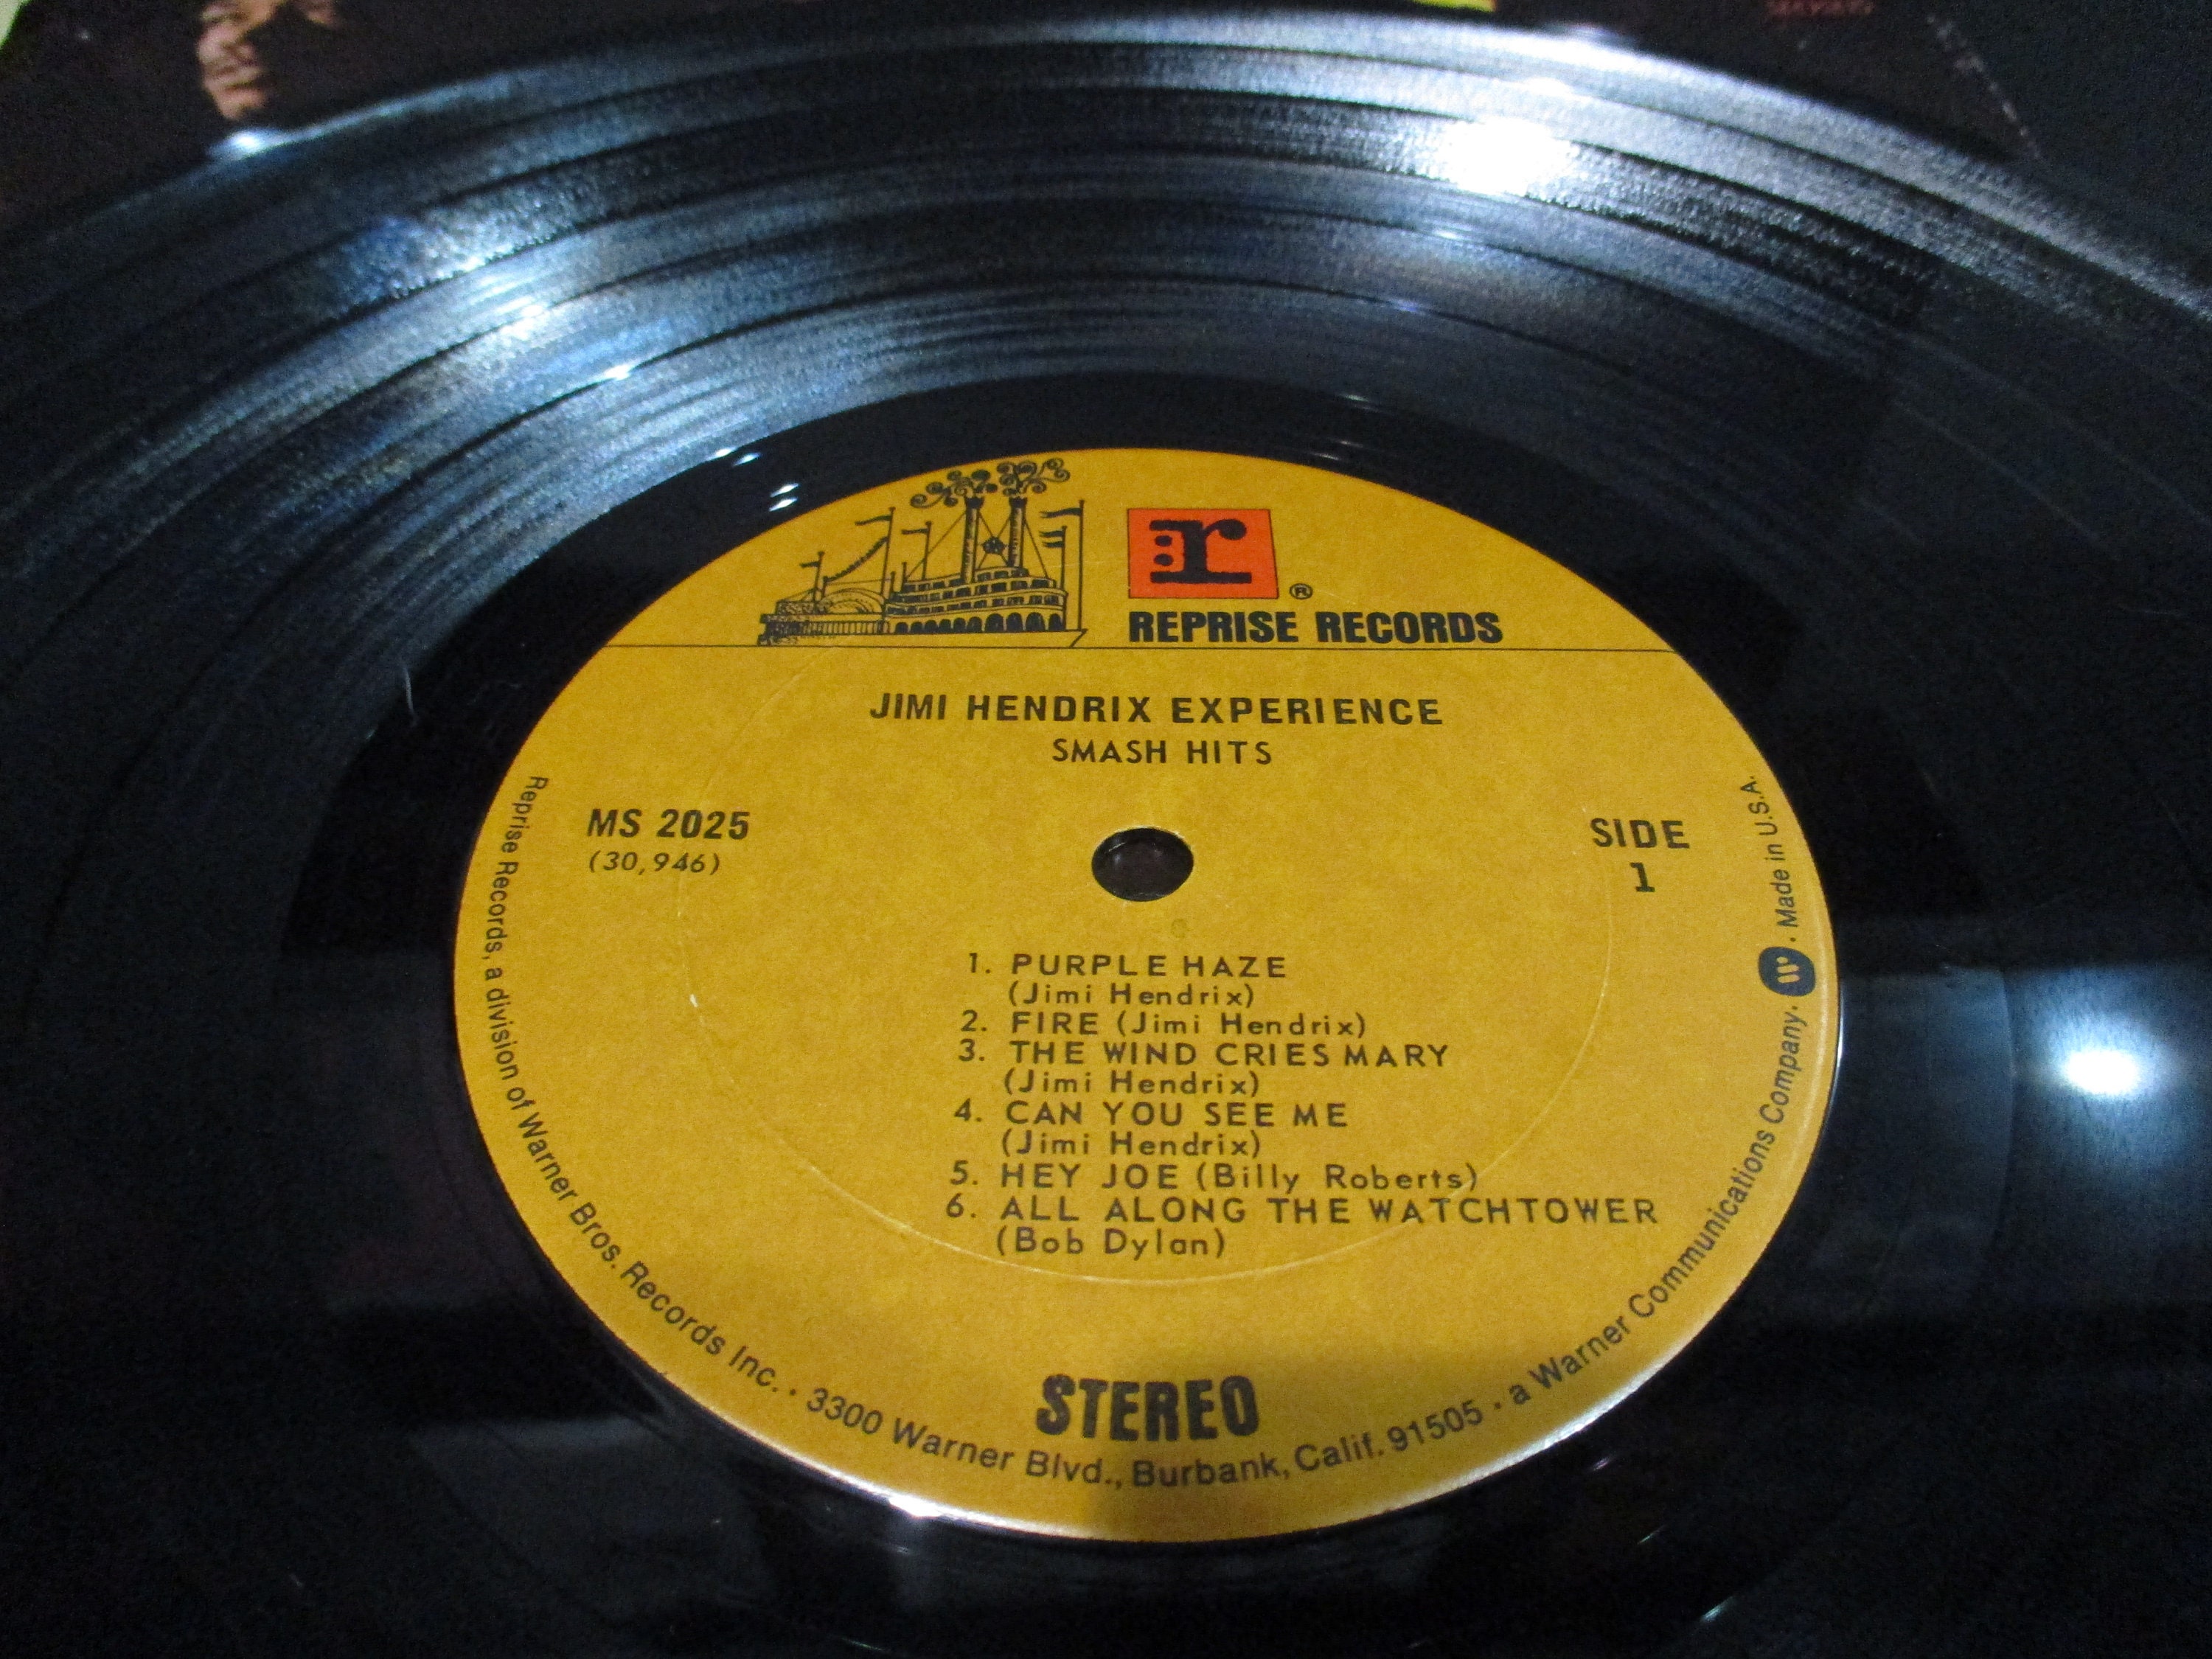 r
®
REPRISE RECORDS
JIMI HENDRIX EXPERIENCE
SMASH HITS
MS 2025
(30,946)
SIDE
1
1. PURPLE HAZE
(Jimi Hendrix)
2. FIRE (Jimi Hendrix)
3. THE WIND CRIES MARY
(Jimi Hendrix)
4. CAN YOU SEE ME
(Jimi Hendrix)
5. HEY JOE (Billy Roberts)
6. ALL ALONG THE WATCHTOWER
(Bob Dylan)
STEREO
Reprise Records, a division of Warner Bros. Records Inc. · 3300 Warner Blvd., Burbank, Calif. 91505 · a Warner Communications Company. W · Made in U.S.A.